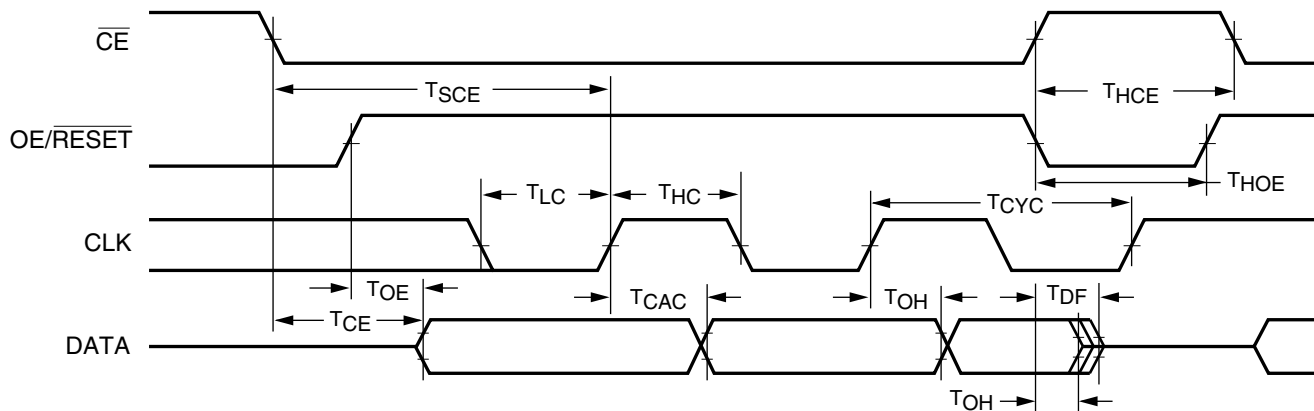 CE
TSCE
THCE
OE/RESET
TLC
THC
TCYC
THOE
CLK
TOE
TCAC
TOH
TDF
TCE
DATA
TOH